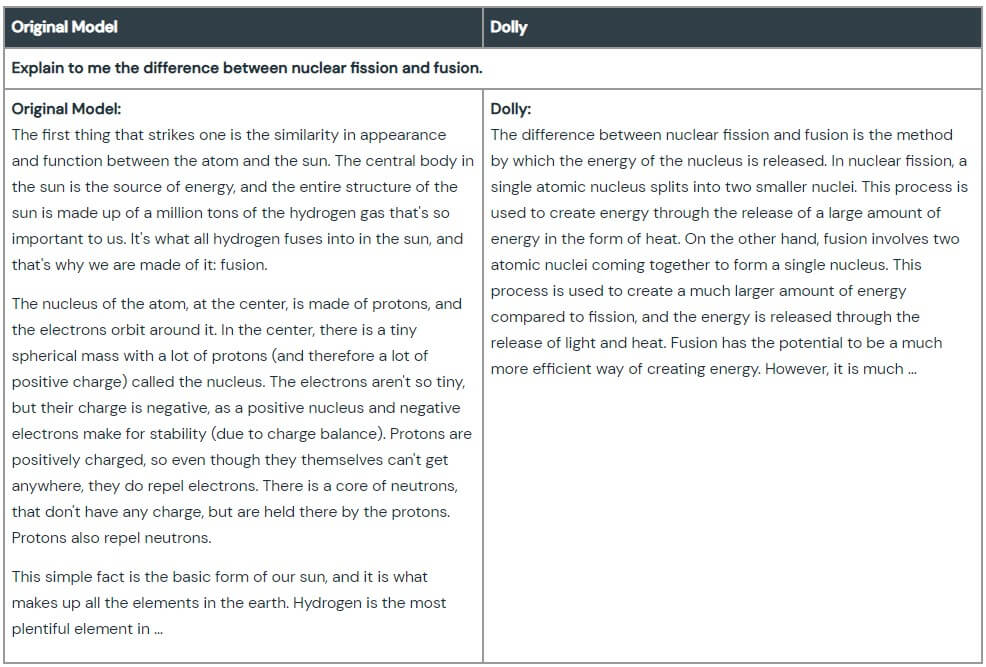 Original Model
Dolly
Explain to me the difference between nuclear fission and fusion.
Original Model:
The first thing that strikes one is the similarity in appearance
and function between the atom and the sun. The central body in
the sun is the source of energy, and the entire structure of the
sun is made up of a million tons of the hydrogen gas that's so
important to us. It's what all hydrogen fuses into in the sun, and
that's why we are made of it: fusion.
The nucleus of the atom, at the center, is made of protons, and
the electrons orbit around it. In the center, there is a tiny
spherical mass with a lot of protons (and therefore a lot of
positive charge) called the nucleus. The electrons aren't so tiny,
but their charge is negative, as a positive nucleus and negative
electrons make for stability (due to charge balance). Protons are
positively charged, so even though they themselves can't get
anywhere, they do repel electrons. There is a core of neutrons,
that don't have any charge, but are held there by the protons.
Protons also repel neutrons.
This simple fact is the basic form of our sun, and it is what
makes up all the elements in the earth. Hydrogen is the most
plentiful element in ...
Dolly:
The difference between nuclear fission and fusion is the method
by which the energy of the nucleus is released. In nuclear fission, a
single atomic nucleus splits into two smaller nuclei. This process is
used to create energy through the release of a large amount of
energy in the form of heat. On the other hand, fusion involves two
atomic nuclei coming together to form a single nucleus. This
process is used to create a much larger amount of energy
compared to fission, and the energy is released through the
release of light and heat. Fusion has the potential to be a much
more efficient way of creating energy. However, it is much ...